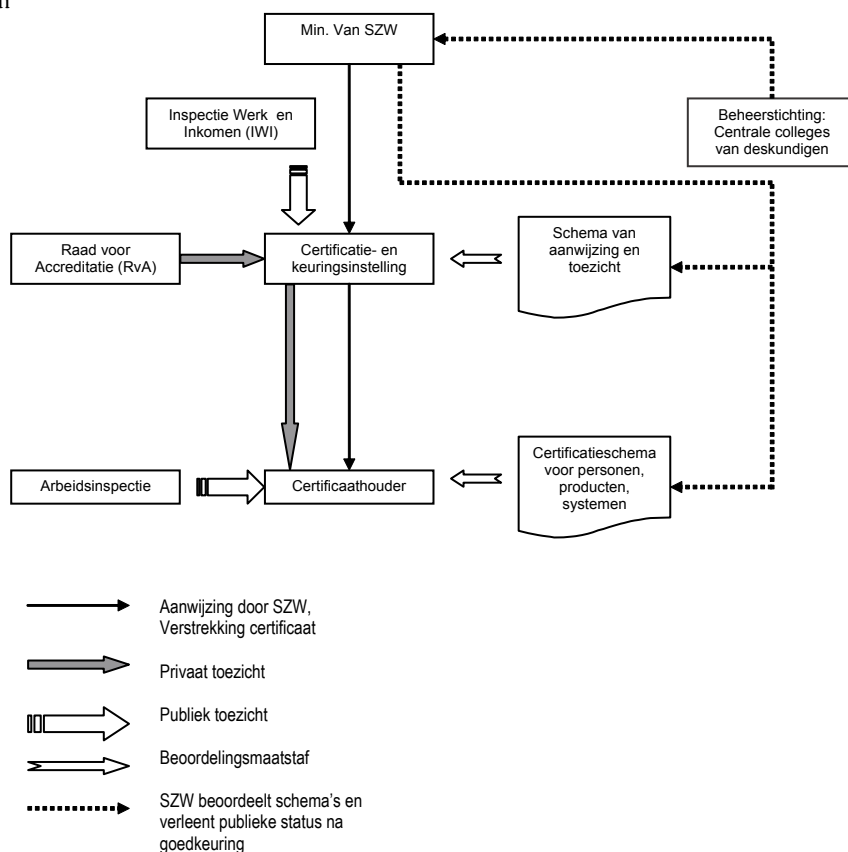 Min. Van SZW
Inspectie Werk en
Inkomen (IWI)
Beheerstichting:
Centrale colleges
van deskundigen
Raad voor
Accreditatie (RvA)
Certificatie- en
keuringsinstelling
Schema van
aanwijzing en
toezicht
Arbeidsinspectie
Certificaathouder
Certificatieschema
voor personen,
producten,
systemen
Aanwijzing door SZW,
Verstrekking certificaat
Privaat toezicht
Publiek toezicht
Beoordelingsmaatstaf
SZW beoordeelt schema's en
verleent publieke status na
goedkeuring